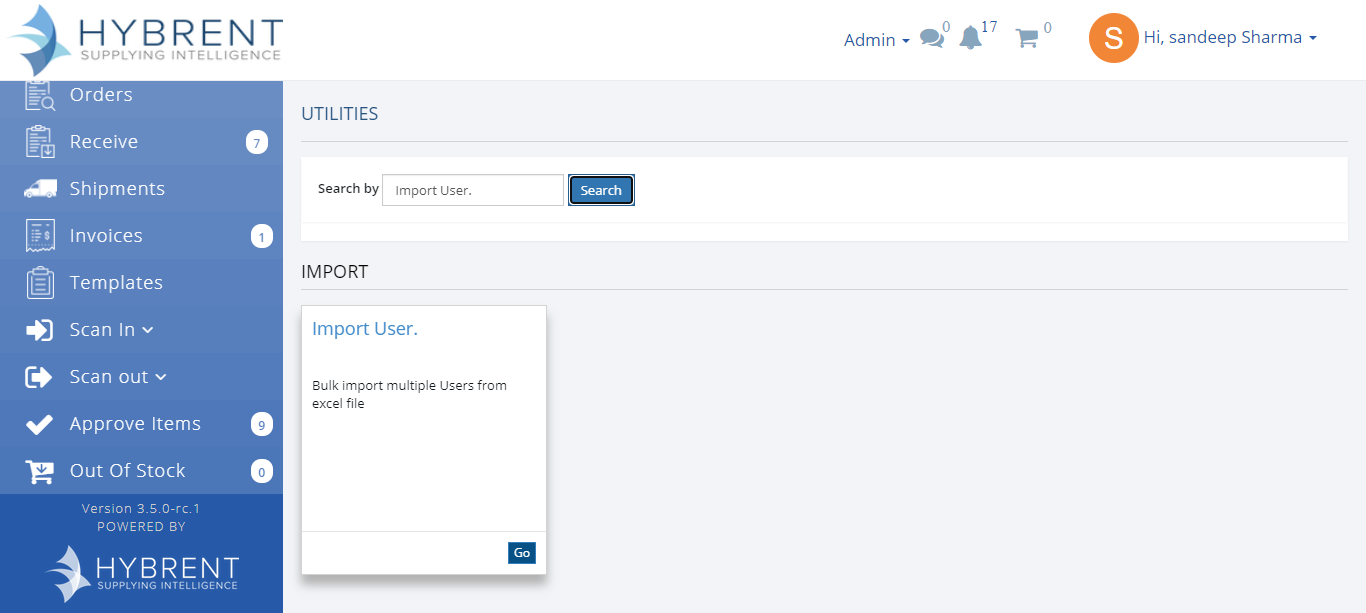 HYBRENT
SUPPLYING INTELLIGENCE
Admin
0
17
0
S
Hi, sandeep Sharma
Orders
Receive 7
Shipments
Invoices 1
Templates
Scan In
Scan out
Approve Items 9
Out Of Stock 0
Version 3.5.0-rc.1
POWERED BY
HYBRENT
SUPPLYING INTELLIGENCE
UTILITIES
Search by Import User. Search
IMPORT
Import User.
Bulk import multiple Users from
excel file
Go